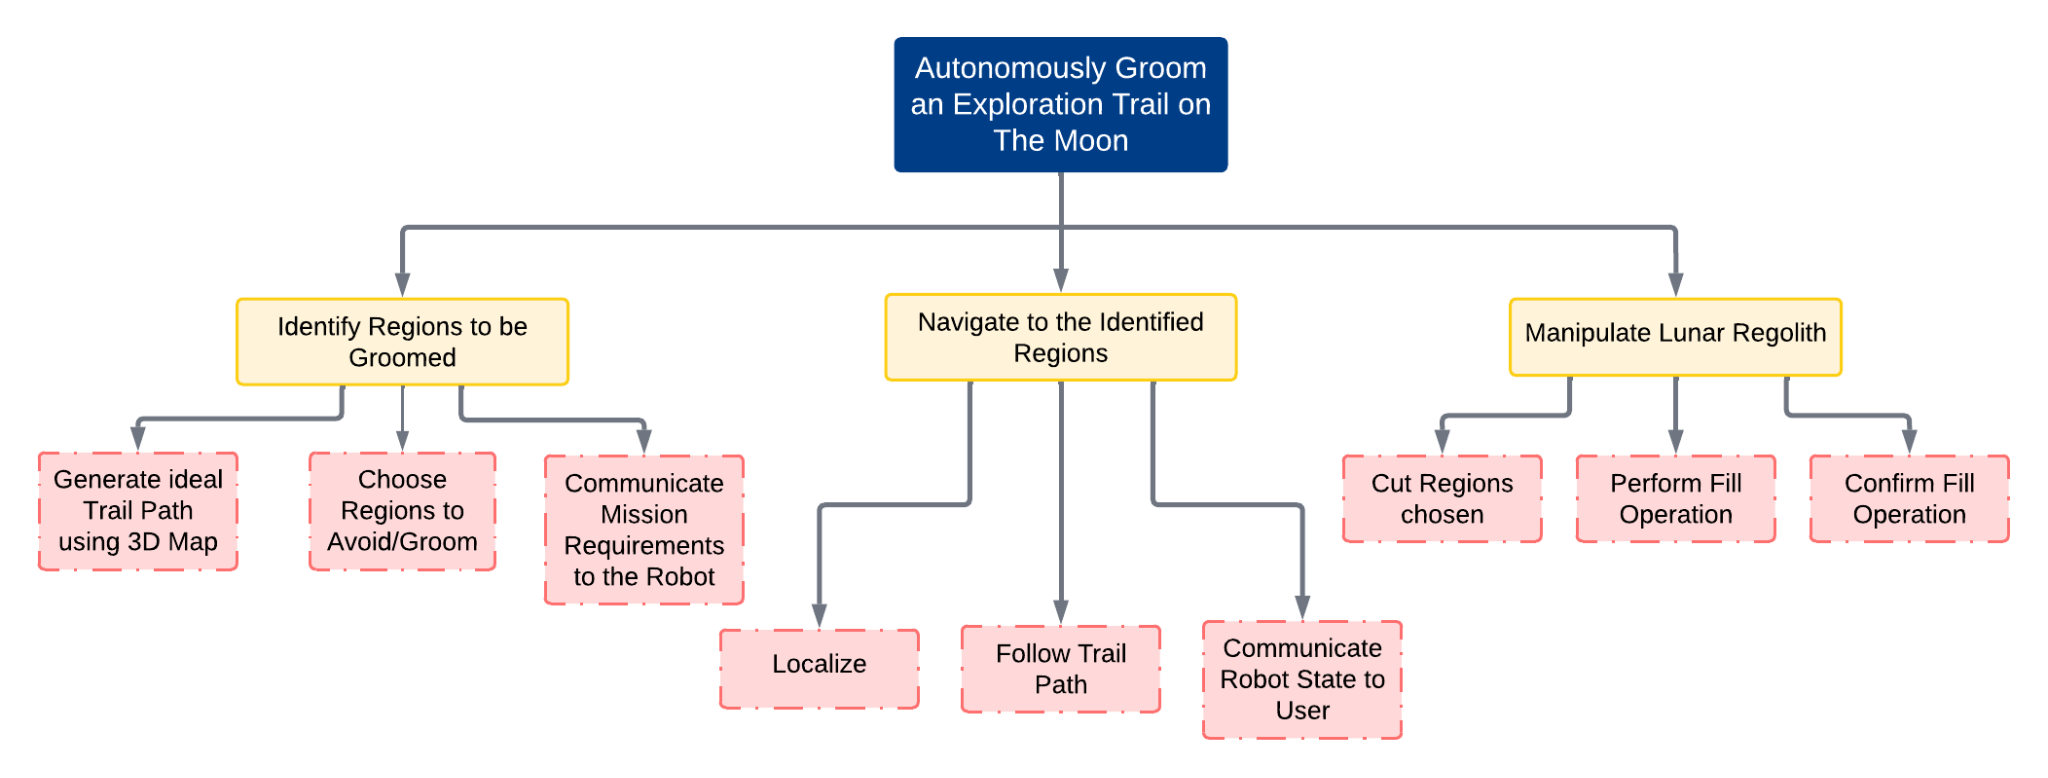 Autonomously Groom
an Exploration Trail on
The Moon
Identify Regions to be
Groomed
Navigate to the Identified
Regions
Manipulate Lunar Regolith
Generate ideal
Trail Path
using 3D Map
Choose
Regions to
Avoid/Groom
Communicate
Mission
Requirements
to the Robot
Localize
Follow Trail
Path
Communicate
Robot State to
User
Cut Regions
chosen
Perform Fill
Operation
Confirm Fill
Operation